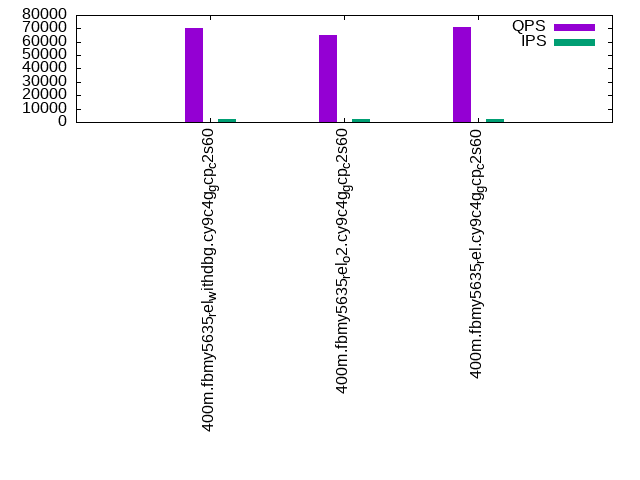 80000
70000
60000
50000
40000
30000
20000
10000
0
QPS
IPS
400m.fbmy5635relwithdbg.cy9c4ggcpc2s60
400m.fbmy5635relo2.cy9c4ggcpc2s60
400m.fbmy5635rel.cy9c4ggcpc2s60